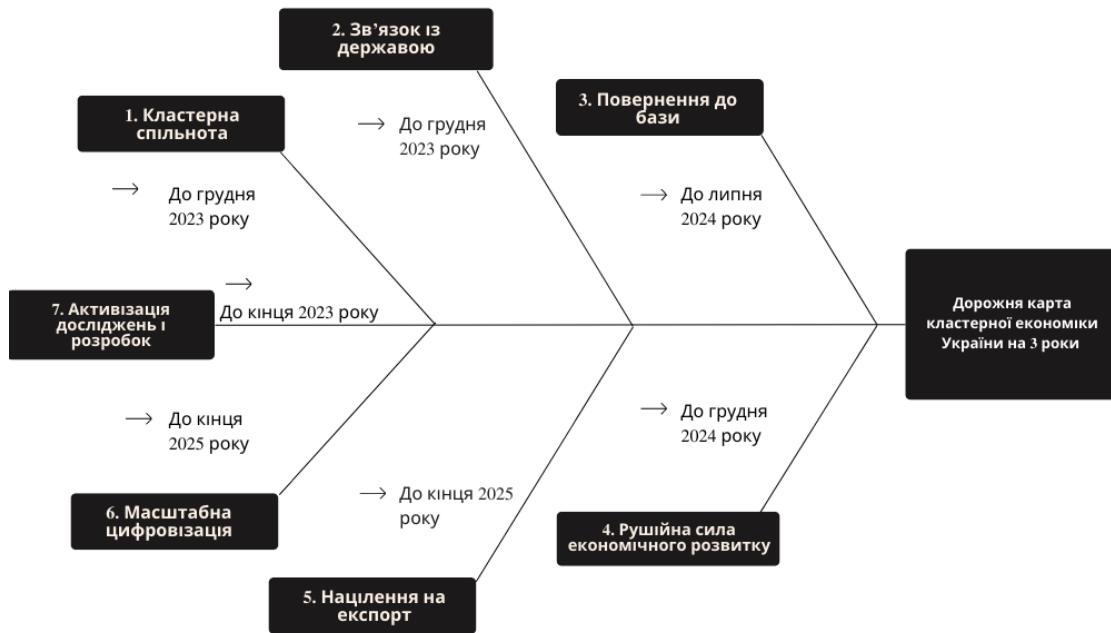 2. Зв’язок із
державою
1. Кластерна
спільнота
3. Повернення до
бази
До грудня
2023 року
До грудня
2023 року
До липня
2024 року
7. Активізація
досліджень і
розробок
До кінця 2023 року
Дорожня карта
кластерної економіки
України на 3 роки
До кінця
2025 року
До грудня
2024 року
6. Масштабна
цифровізація
До кінця 2025
року
4. Рушійна сила
економічного розвитку
5. Націлення на
експорт